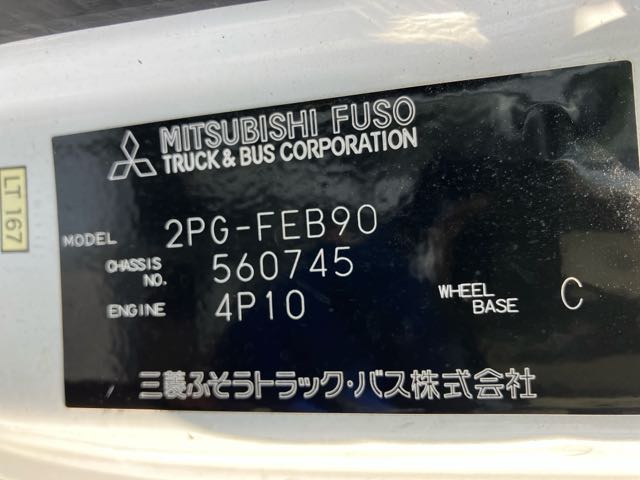 MITSUBISHI FUSO
TRUCK & BUS CORPORATION
MODEL 2PG-FEB90
CHASSIS NO. 560745
ENGINE 4P10
WHEEL BASE C
三菱ふそうトラック・バス株式会社
LT 167